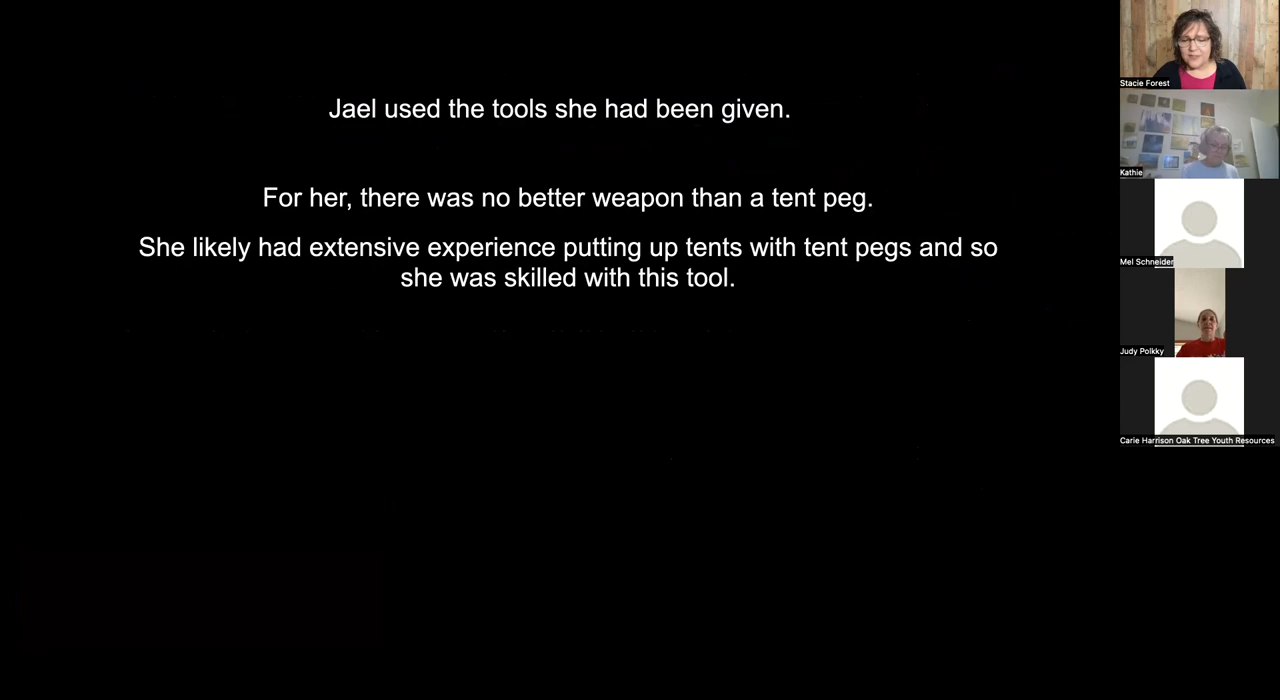 Jael used the tools she had been given.
For her, there was no better weapon than a tent peg.
She likely had extensive experience putting up tents with tent pegs and so
she was skilled with this tool.
Stacie Forest
Kathie
Mel Schneider
Judy Polkky
Carie Harrison Oak Tree Youth Resources